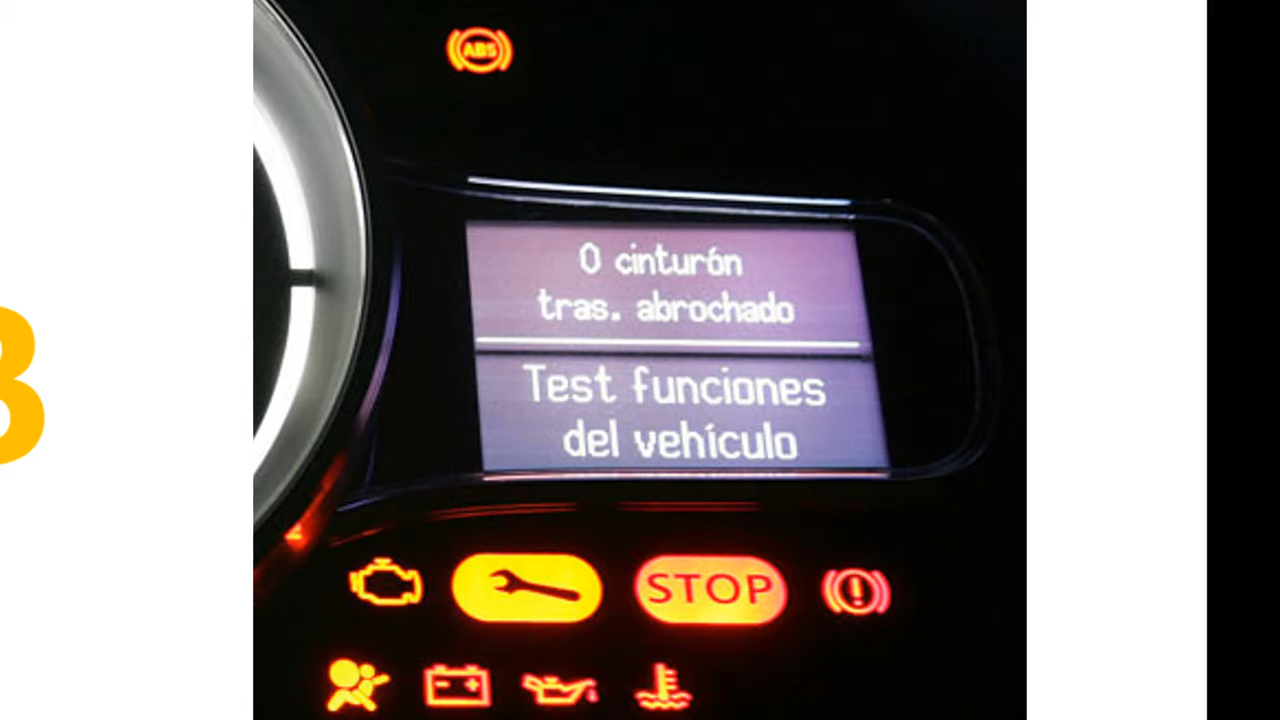 ABS
0 cinturón
tras. abrochado
Test funciones
del vehículo
STOP